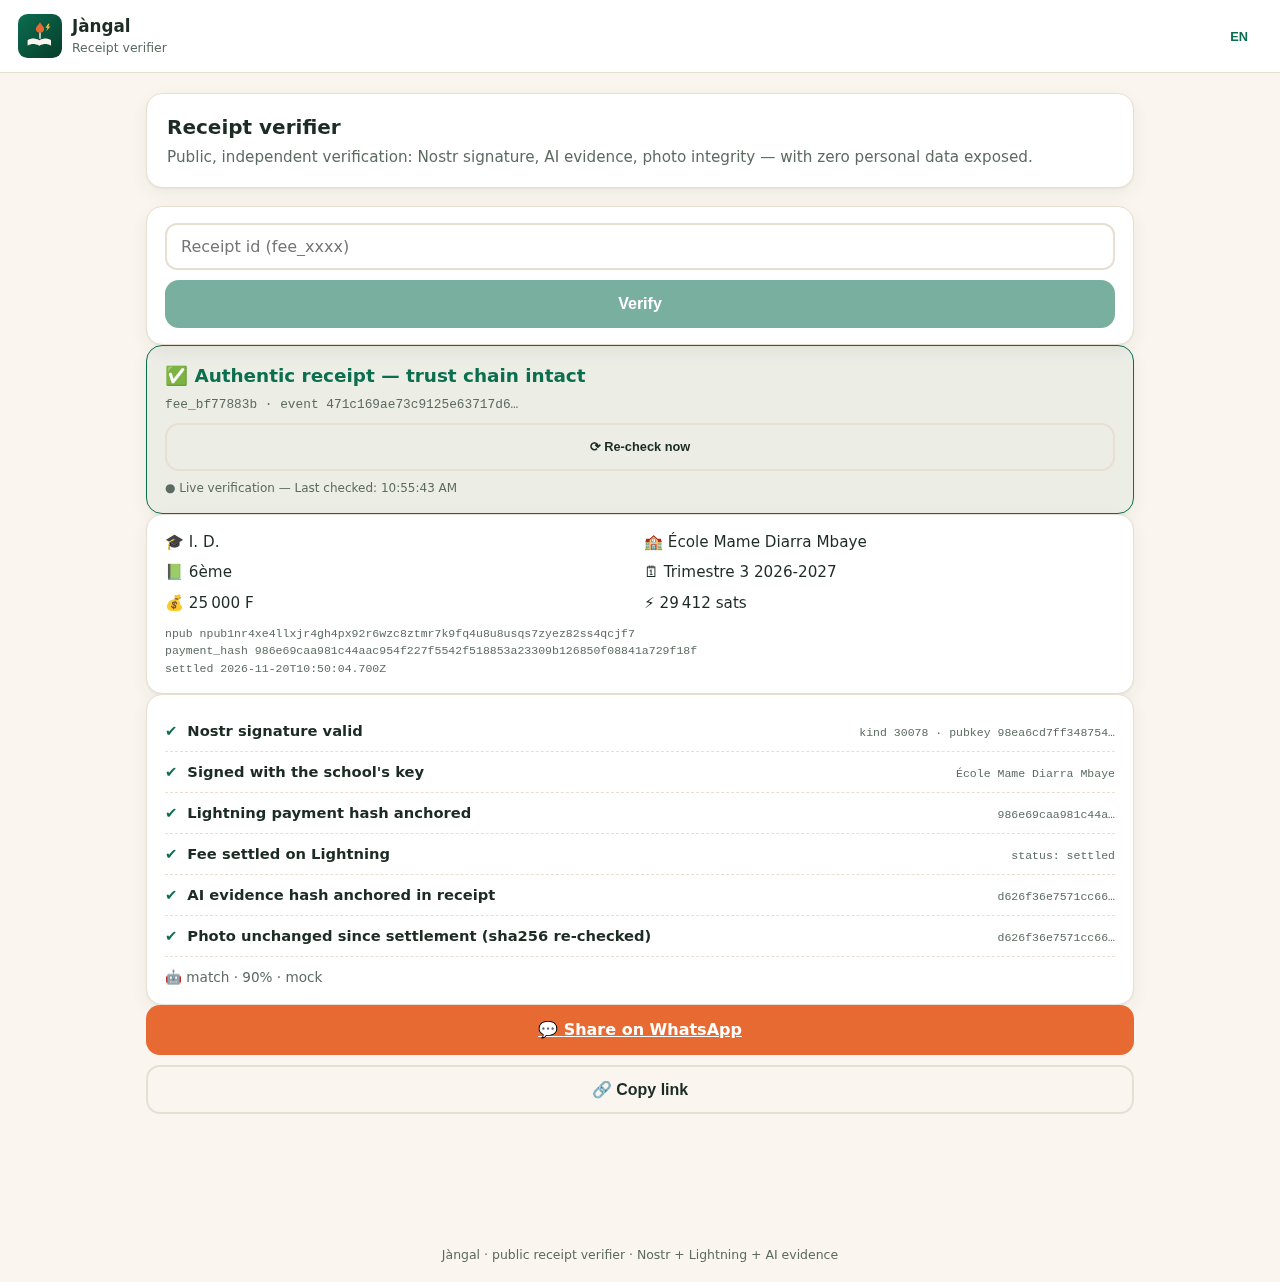 Jàngal
Receipt verifier
EN
Receipt verifier
Public, independent verification: Nostr signature, AI evidence, photo integrity — with zero personal data exposed.
Receipt id (fee_xxxx)
Verify
✅ Authentic receipt — trust chain intact
fee_bf77883b · event 471c169ae73c9125e63717d6…
⟳ Re-check now
● Live verification — Last checked: 10:55:43 AM
🎓 I. D.
🏫 École Mame Diarra Mbaye
📗 6ème
🗓 Trimestre 3 2026-2027
💰 25 000 F
⚡ 29 412 sats
npub npub1nr4xe4llxjr4gh4px92r6wzc8ztmr7k9fq4u8u8usqs7zyez82ss4qcjf7
payment_hash 986e69caa981c44aac954f227f5542f518853a23309b126850f08841a729f18f
settled 2026-11-20T10:50:04.700Z
✔ Nostr signature valid
kind 30078 · pubkey 98ea6cd7ff348754…
✔ Signed with the school's key
École Mame Diarra Mbaye
✔ Lightning payment hash anchored
986e69caa981c44a…
✔ Fee settled on Lightning
status: settled
✔ AI evidence hash anchored in receipt
d626f36e7571cc66…
✔ Photo unchanged since settlement (sha256 re-checked)
d626f36e7571cc66…
🤖 match · 90% · mock
💬 Share on WhatsApp
🔗 Copy link
Jàngal · public receipt verifier · Nostr + Lightning + AI evidence